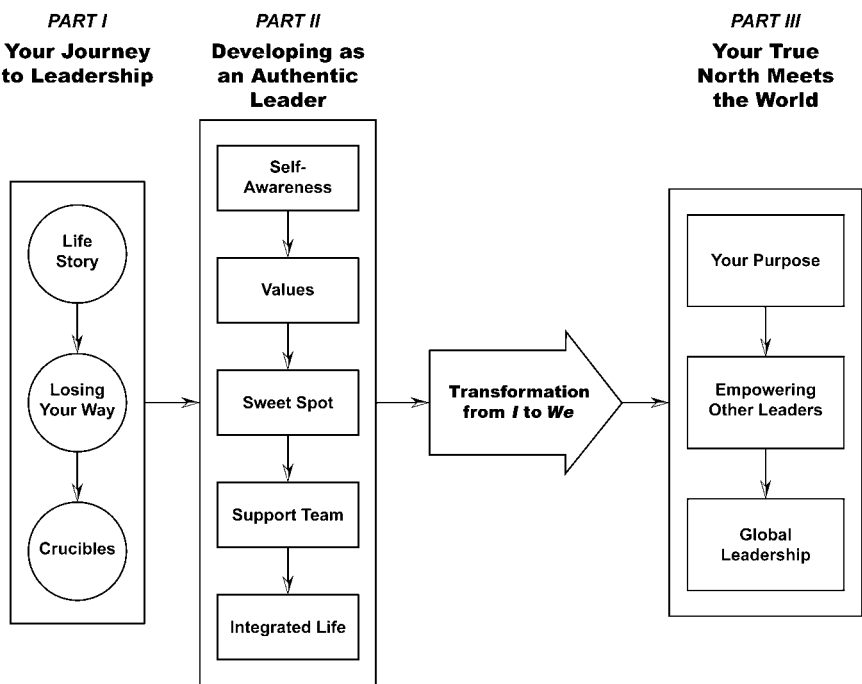 PART I
Your Journey
to Leadership
Life
Story
Losing
Your Way
Crucibles
PART II
Developing as
an Authentic
Leader
Self-
Awareness
Values
Sweet Spot
Support Team
Integrated Life
Transformation
from I to We
PART III
Your True
North Meets
the World
Your Purpose
Empowering
Other Leaders
Global
Leadership